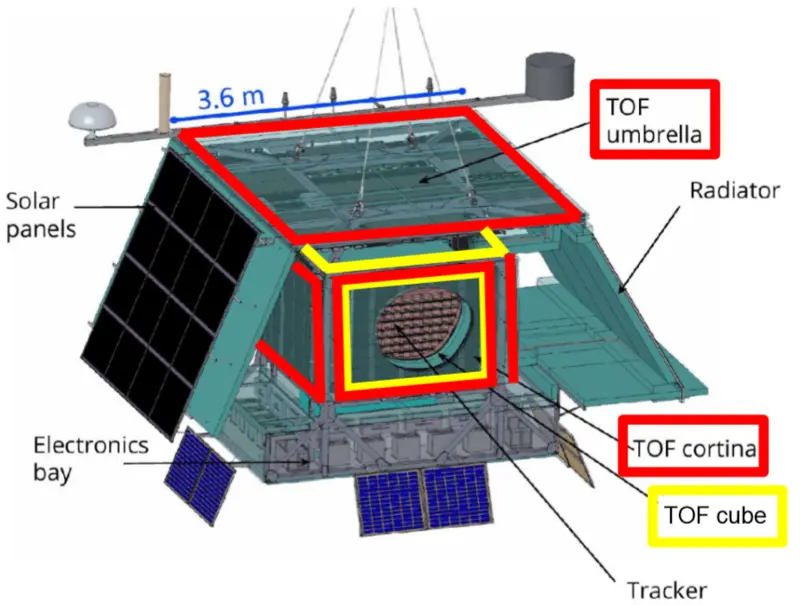 3.6 m
TOF
umbrella
Radiator
Solar
panels
Electronics
bay
TOF cortina
TOF cube
Tracker